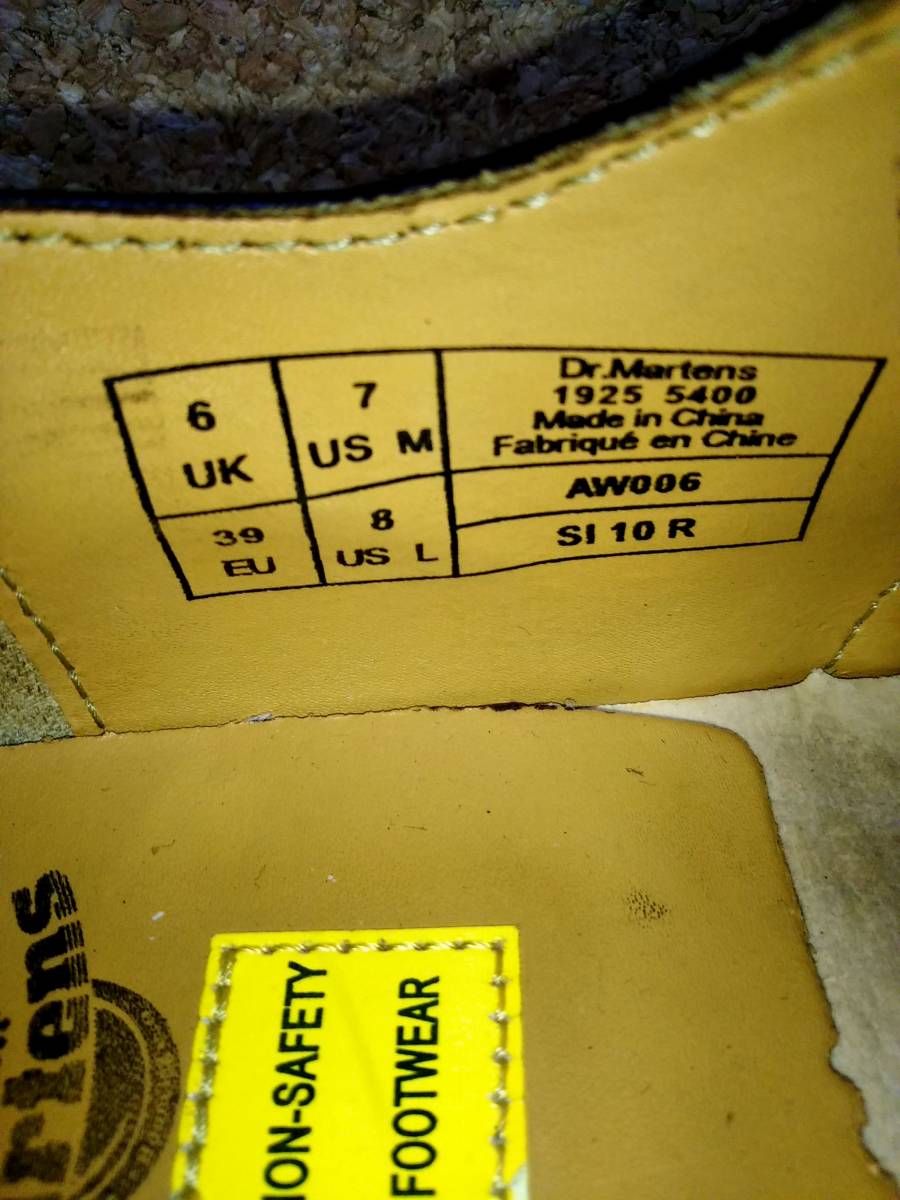 6
UK
7
US M
39
EU
8
US L
Dr.Martens
1925 5400
Made in China
Fabriqué en Chine
AW006
SI 10 R
ON-SAFETY
FOOTWEAR
rtens